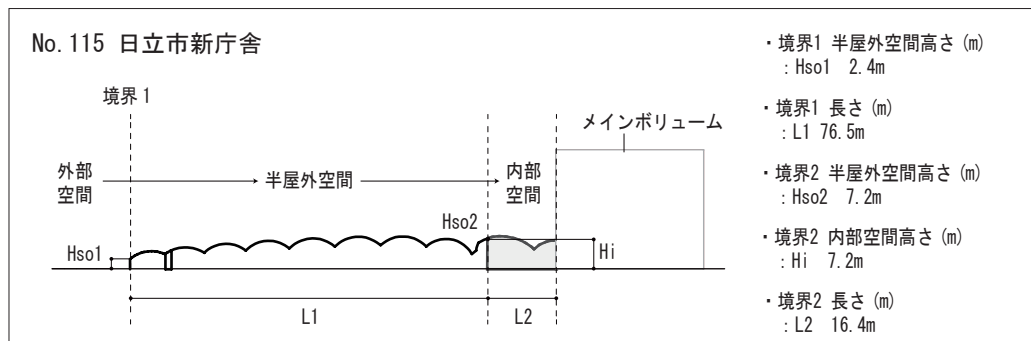 No.115 日立市新庁舎
境界1
外部
空間
半屋外空間
内部
空間
メインボリューム
Hso1
Hso2
Hi
L1
L2
・境界1 半屋外空間高さ(m)
:Hso1 2.4m
・境界1 長さ(m)
:L1 76.5m
・境界2 半屋外空間高さ(m)
:Hso2 7.2m
・境界2 内部空間高さ(m)
:Hi 7.2m
・境界2 長さ(m)
:L2 16.4m